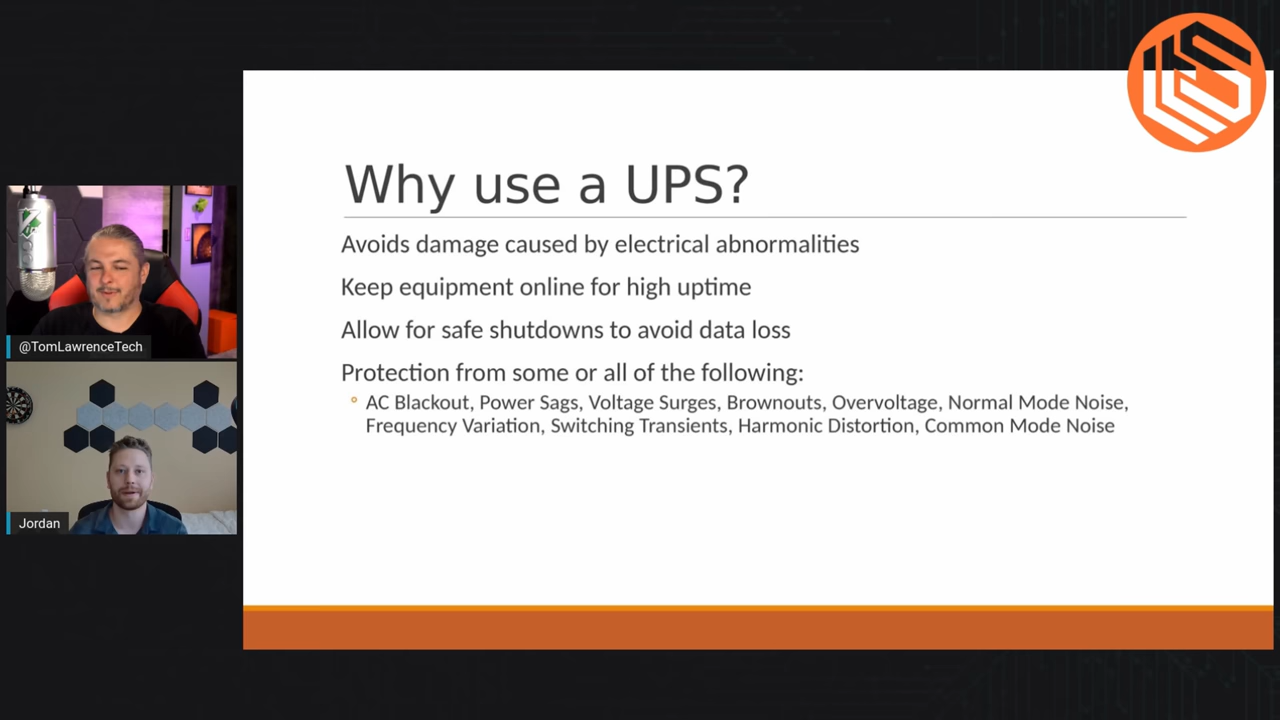 Why use a UPS?
Avoids damage caused by electrical abnormalities
Keep equipment online for high uptime
Allow for safe shutdowns to avoid data loss
Protection from some or all of the following:
AC Blackout, Power Sags, Voltage Surges, Brownouts, Overvoltage, Normal Mode Noise,
Frequency Variation, Switching Transients, Harmonic Distortion, Common Mode Noise
@TomLawrenceTech
Jordan